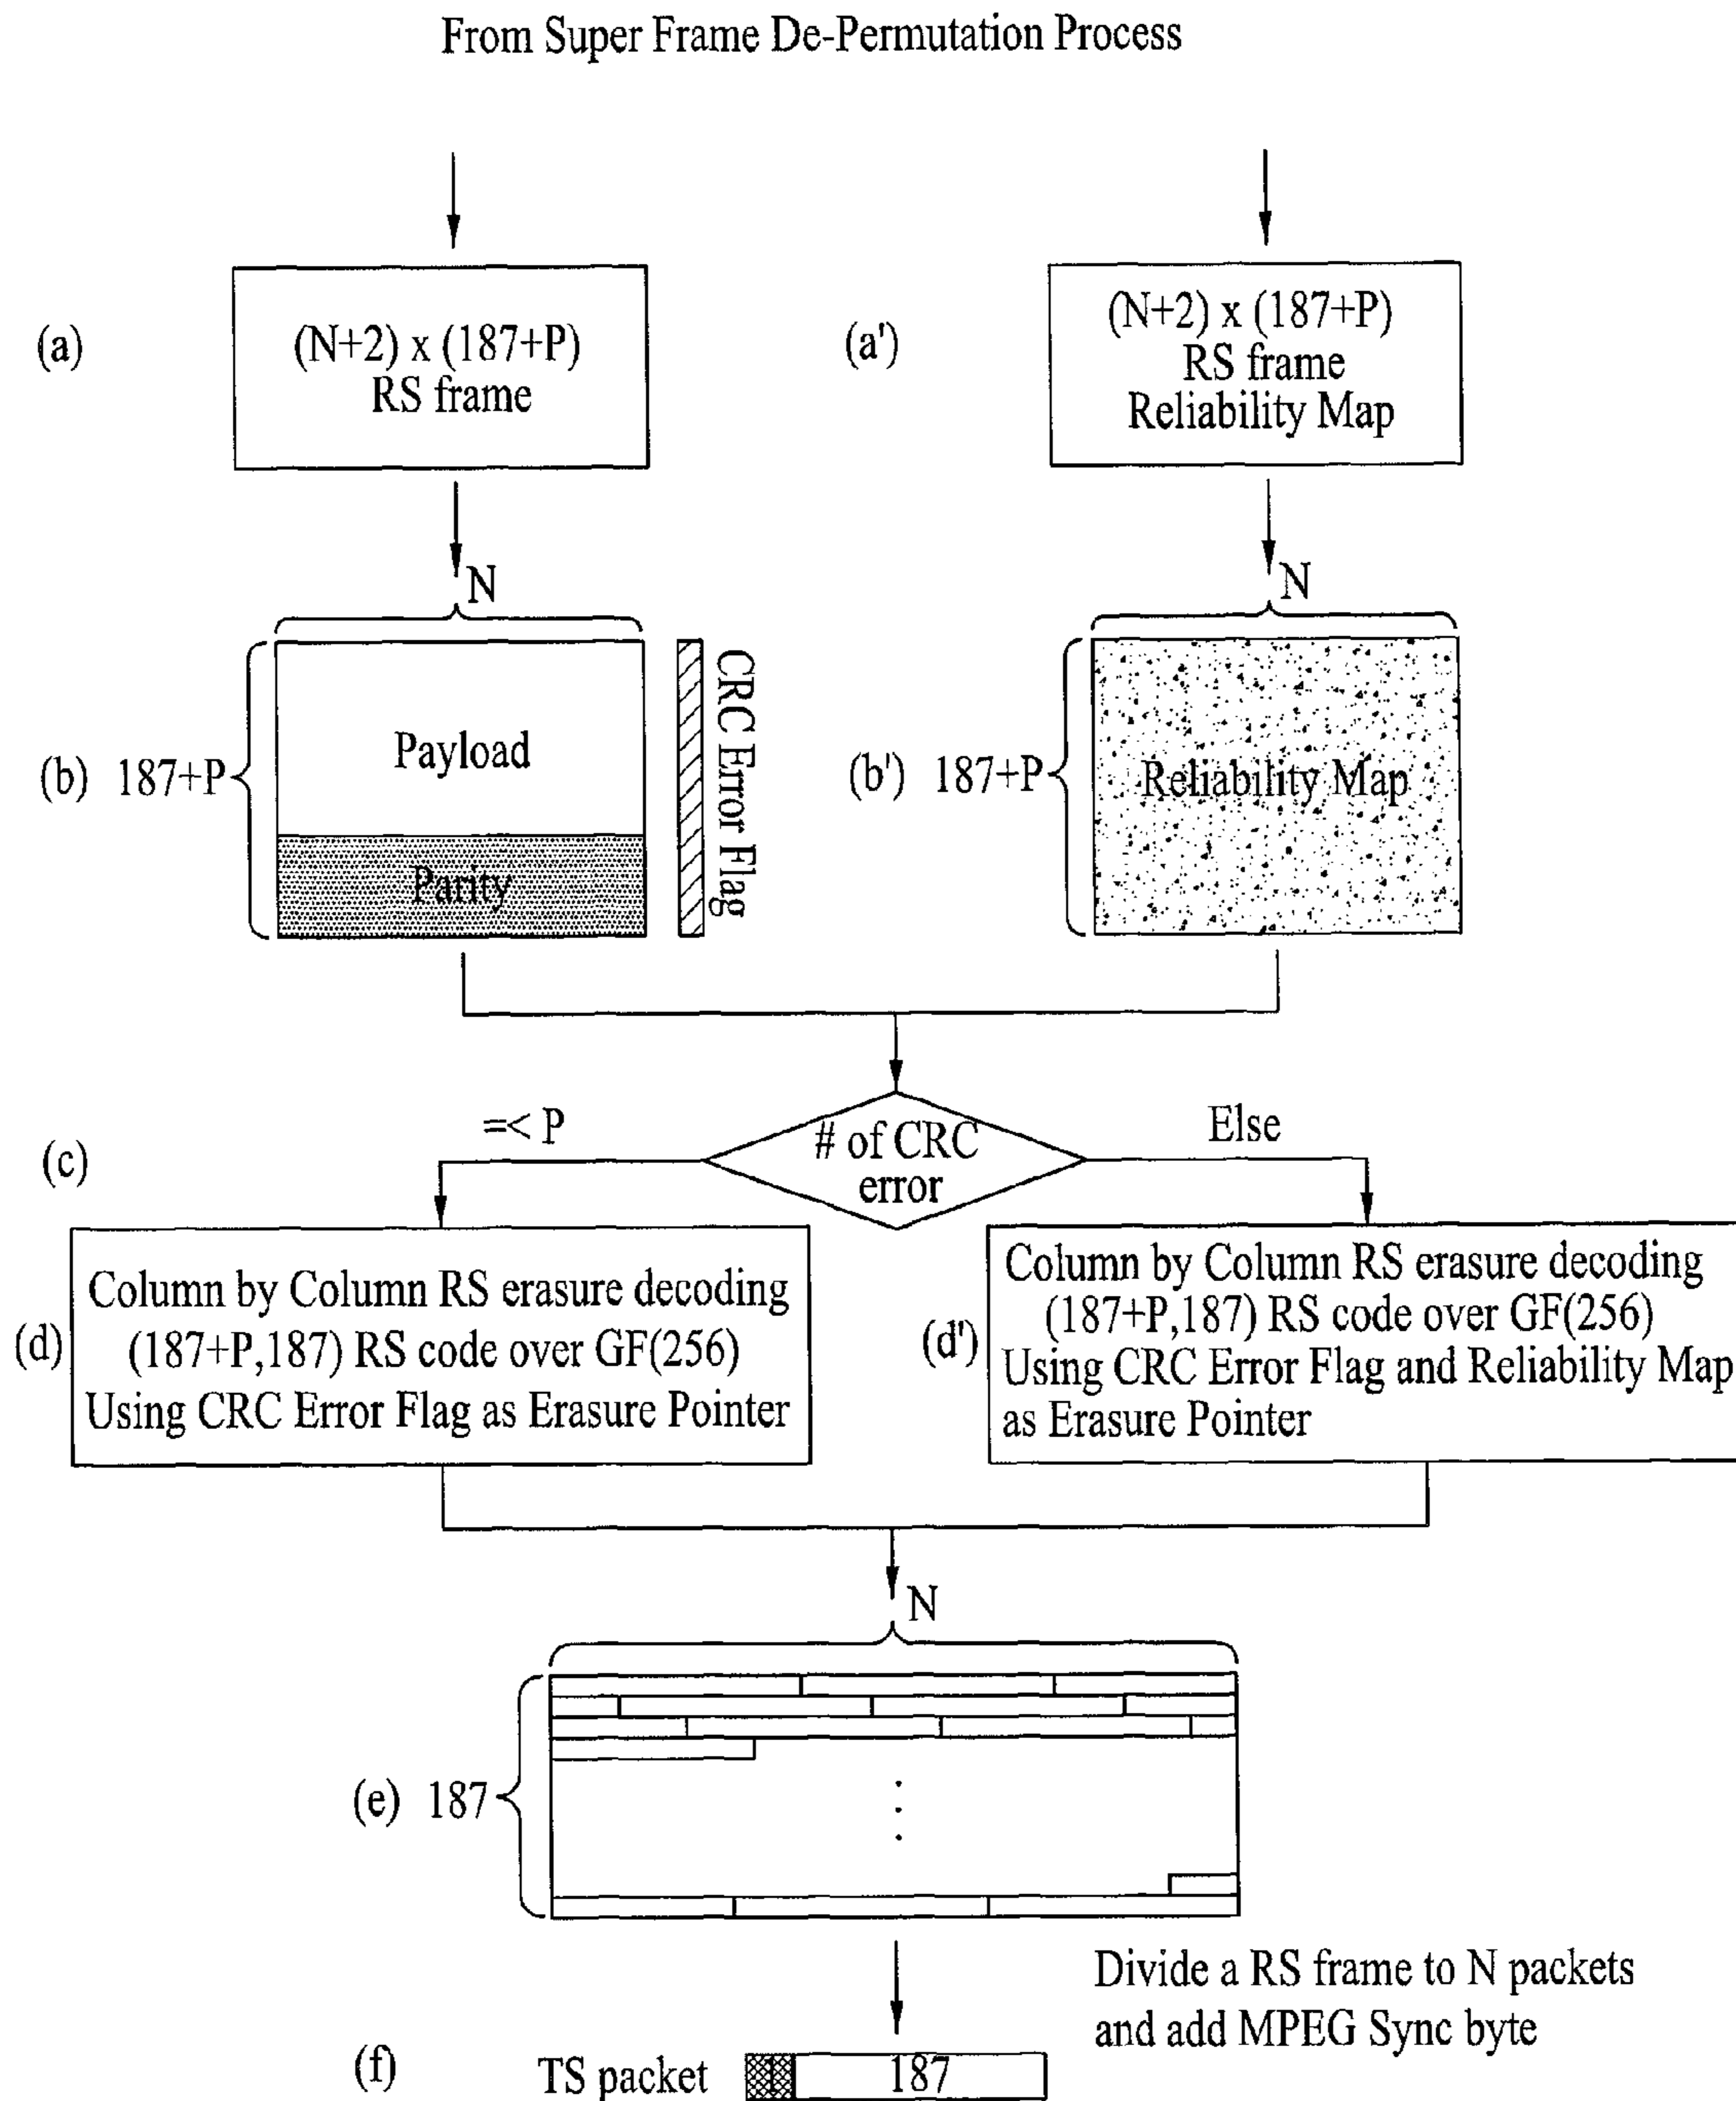 From Super Frame De-Permutation Process
(a)
(N+2) x (187+P)
RS frame
(a')
(N+2) x (187+P)
RS frame
Reliability Map
N
N
(b)
187+P
Payload
Parity
CRC Error Flag
(b')
187+P
Reliability Map
(c)
=< P
# of CRC
error
Else
(d)
Column by Column RS erasure decoding
(187+P,187) RS code over GF(256)
Using CRC Error Flag as Erasure Pointer
(d')
Column by Column RS erasure decoding
(187+P,187) RS code over GF(256)
Using CRC Error Flag and Reliability Map
as Erasure Pointer
N
(e)
187
Divide a RS frame to N packets
and add MPEG Sync byte
(f)
TS packet
1
187